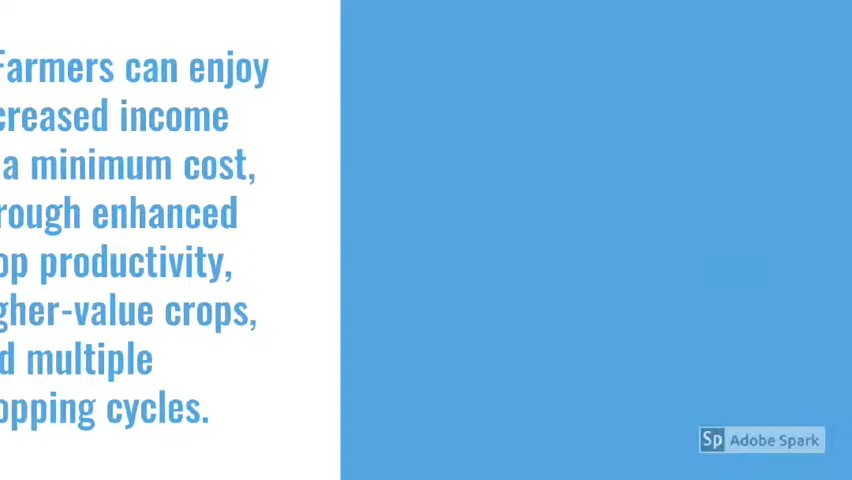 Farmers can enjoy
creased income
a minimum cost,
rough enhanced
op productivity,
gher-value crops,
d multiple
opping cycles.
Sp Adobe Spark